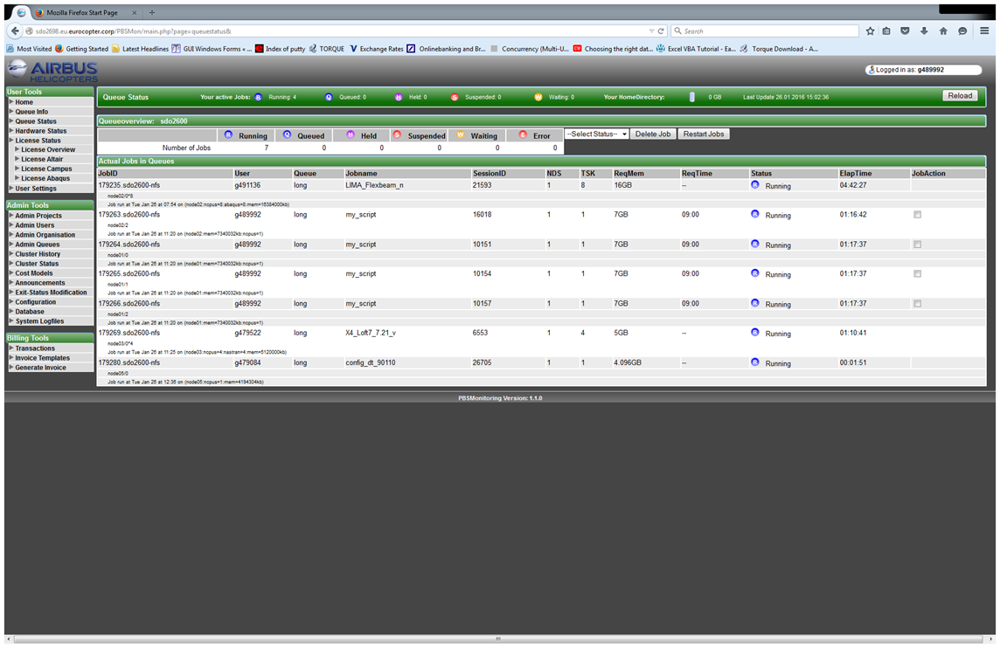 Mozilla Firefox Start Page × +
sdo2698.eu.eurocopter.corp/PBSMon/main.php?page=queuestatus& Search
Most Visited Getting Started Latest Headlines GUI Windows Forms « ... Index of putty TORQUE Exchange Rates Onlinebanking and Br... Concurrency (Multi-U... Choosing the right dat... Excel VBA Tutorial - Ea... Torque Download - A...
AIRBUS
HELICOPTERS
Logged in as: g489992
User Tools
Home
Queue Info
Queue Status
Hardware Status
License Status
License Overview
License Altair
License Campus
License Abaqus
User Settings
Admin Tools
Admin Projects
Admin Users
Admin Organisation
Admin Queues
Cluster History
Cluster Status
Cost Models
Announcements
Exit-Status Modification
Configuration
Database
System Logfiles
Billing Tools
Transactions
Invoice Templates
Generate Invoice
Queue Status Your active Jobs: R Running: 4 Q Queued: 0 H Held: 0 S Suspended: 0 W Waiting: 0 Your HomeDirectory: 0 GB Last Update 26.01.2016 15:02:36 Reload
Queueoverview: sdo2600
R Running Q Queued H Held S Suspended W Waiting E Error --Select Status-- Delete Job Restart Jobs
Number of Jobs 7 0 0 0 0 0
Actual Jobs in Queues
JobID User Queue Jobname SessionID NDS TSK ReqMem ReqTime Status ElapTime JobAction
179235.sdo2600-nfs g491136 long LIMA_Flexbeam_n 21593 1 8 16GB -- R Running 04:42:27
node02/0*8
Job run at Tue Jan 26 at 07:54 on (node02:ncpus=8:abaqus=8:mem=16384000kb)
179263.sdo2600-nfs g489992 long my_script 16018 1 1 7GB 09:00 R Running 01:16:42
node02/2
Job run at Tue Jan 26 at 11:20 on (node02:mem=7340032kb:ncpus=1)
179264.sdo2600-nfs g489992 long my_script 10151 1 1 7GB 09:00 R Running 01:17:37
node01/0
Job run at Tue Jan 26 at 11:20 on (node01:mem=7340032kb:ncpus=1)
179265.sdo2600-nfs g489992 long my_script 10154 1 1 7GB 09:00 R Running 01:17:37
node01/1
Job run at Tue Jan 26 at 11:20 on (node01:mem=7340032kb:ncpus=1)
179266.sdo2600-nfs g489992 long my_script 10157 1 1 7GB 09:00 R Running 01:17:37
node01/2
Job run at Tue Jan 26 at 11:20 on (node01:mem=7340032kb:ncpus=1)
179269.sdo2600-nfs g479522 long X4_Loft7_7.21_v 6553 1 4 5GB -- R Running 01:10:41
node03/0*4
Job run at Tue Jan 26 at 11:25 on (node03:ncpus=4:nastran=4:mem=5120000kb)
179280.sdo2600-nfs g479084 long config_dt_90110 26705 1 1 4.096GB -- R Running 00:01:51
node05/0
Job run at Tue Jan 26 at 12:36 on (node05:ncpus=1:mem=4194304kb)
PBSMonitoring Version: 1.1.0